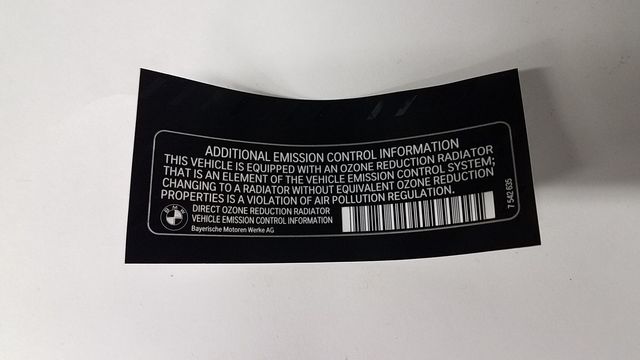 ADDITIONAL EMISSION CONTROL INFORMATION
THIS VEHICLE IS EQUIPPED WITH AN OZONE REDUCTION RADIATOR
THAT IS AN ELEMENT OF THE VEHICLE EMISSION CONTROL SYSTEM;
CHANGING TO A RADIATOR WITHOUT EQUIVALENT OZONE REDUCTION
PROPERTIES IS A VIOLATION OF AIR POLLUTION REGULATION.
BMW
DIRECT OZONE REDUCTION RADIATOR
VEHICLE EMISSION CONTROL INFORMATION
Bayerische Motoren Werke AG
7 542 635